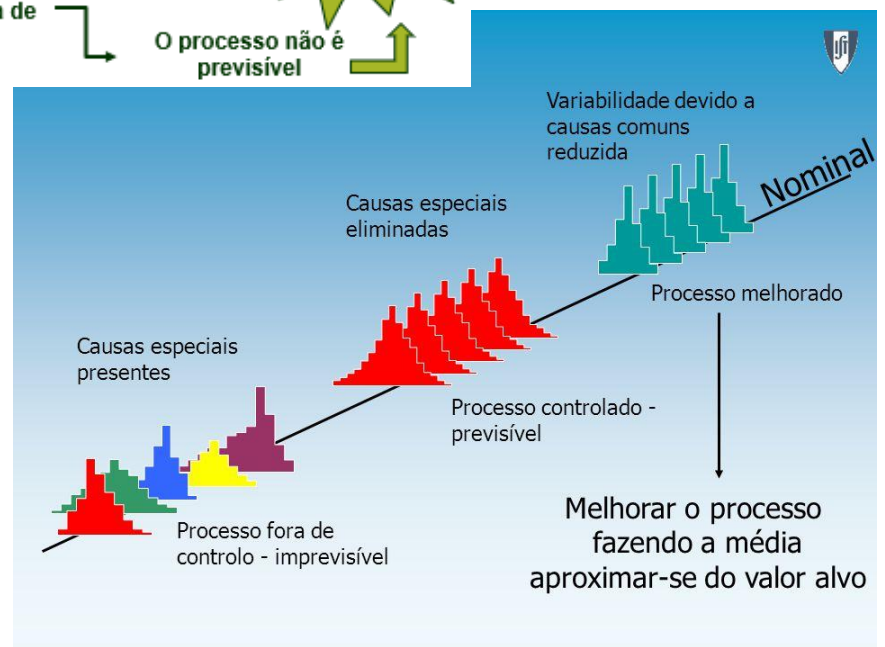 de
O processo não é
previsível
Variabilidade devido a
causas comuns
reduzida
Nominal
Causas especiais
eliminadas
Processo melhorado
Causas especiais
presentes
Processo controlado -
previsível
Processo fora de
controlo - imprevisível
Melhorar o processo
fazendo a média
aproximar-se do valor alvo